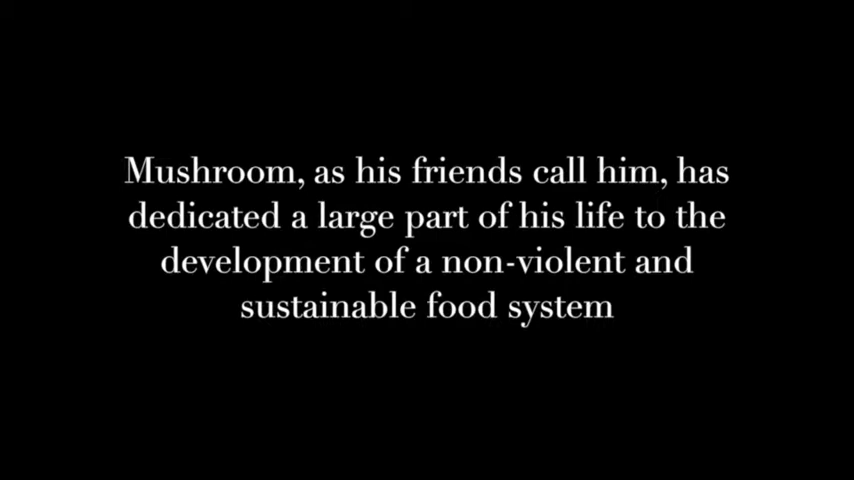 Mushroom, as his friends call him, has
dedicated a large part of his life to the
development of a non-violent and
sustainable food system